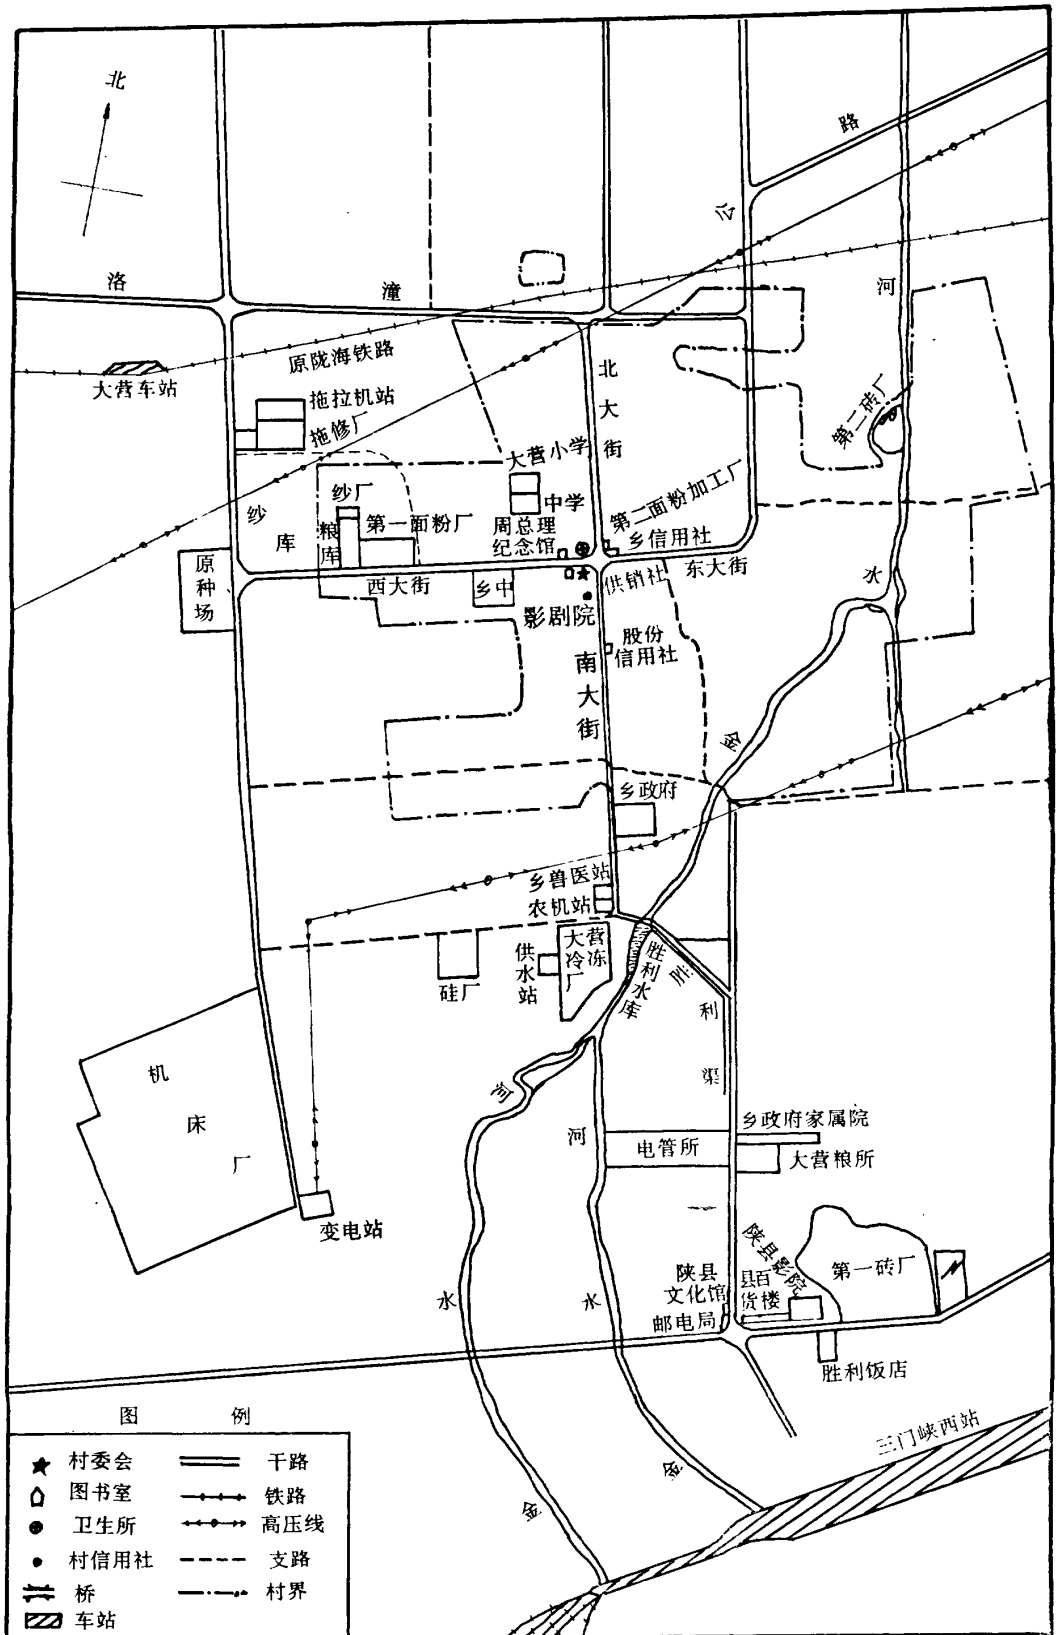 北
路
公
洛
潼
河
原陇海铁路
大营车站
北大街
拖拉机站
拖修厂
第二砖厂
大营小学
中学
纱厂
第二面粉加工厂
纱库
粮库
第一面粉厂
周总理
纪念馆
乡信用社
原种场
西大街
乡中
供销社
东大街
水
影剧院
股份
信用社
南大街
金
乡政府
乡兽医站
农机站
大营
冷冻
厂
供水站
硅厂
胜利水库
胜利渠
机床厂
河
河
乡政府家属院
电管所
大营粮所
变电站
陕县影院
第一砖厂
陕县
文化馆
县百
货楼
水
水
邮电局
胜利饭店
三门峡西站
金
金
图例
村委会
干路
图书室
铁路
卫生所
高压线
村信用社
支路
桥
村界
车站